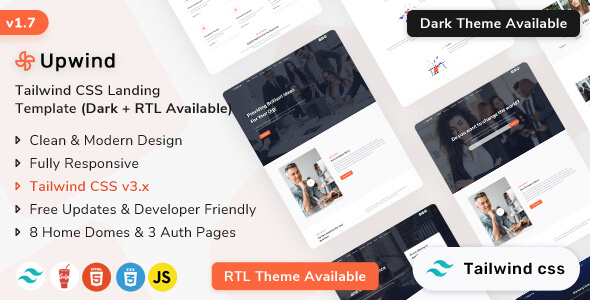 v1.7
Dark Theme Available
Upwind
Tailwind CSS Landing
Template (Dark + RTL Available)
Clean & Modern Design
Fully Responsive
Tailwind CSS v3.x
Free Updates & Developer Friendly
8 Home Domes & 3 Auth Pages
JS
RTL Theme Available
Tailwind css
Providing Brilliant Ideas
For Your
Do you want to change the world?